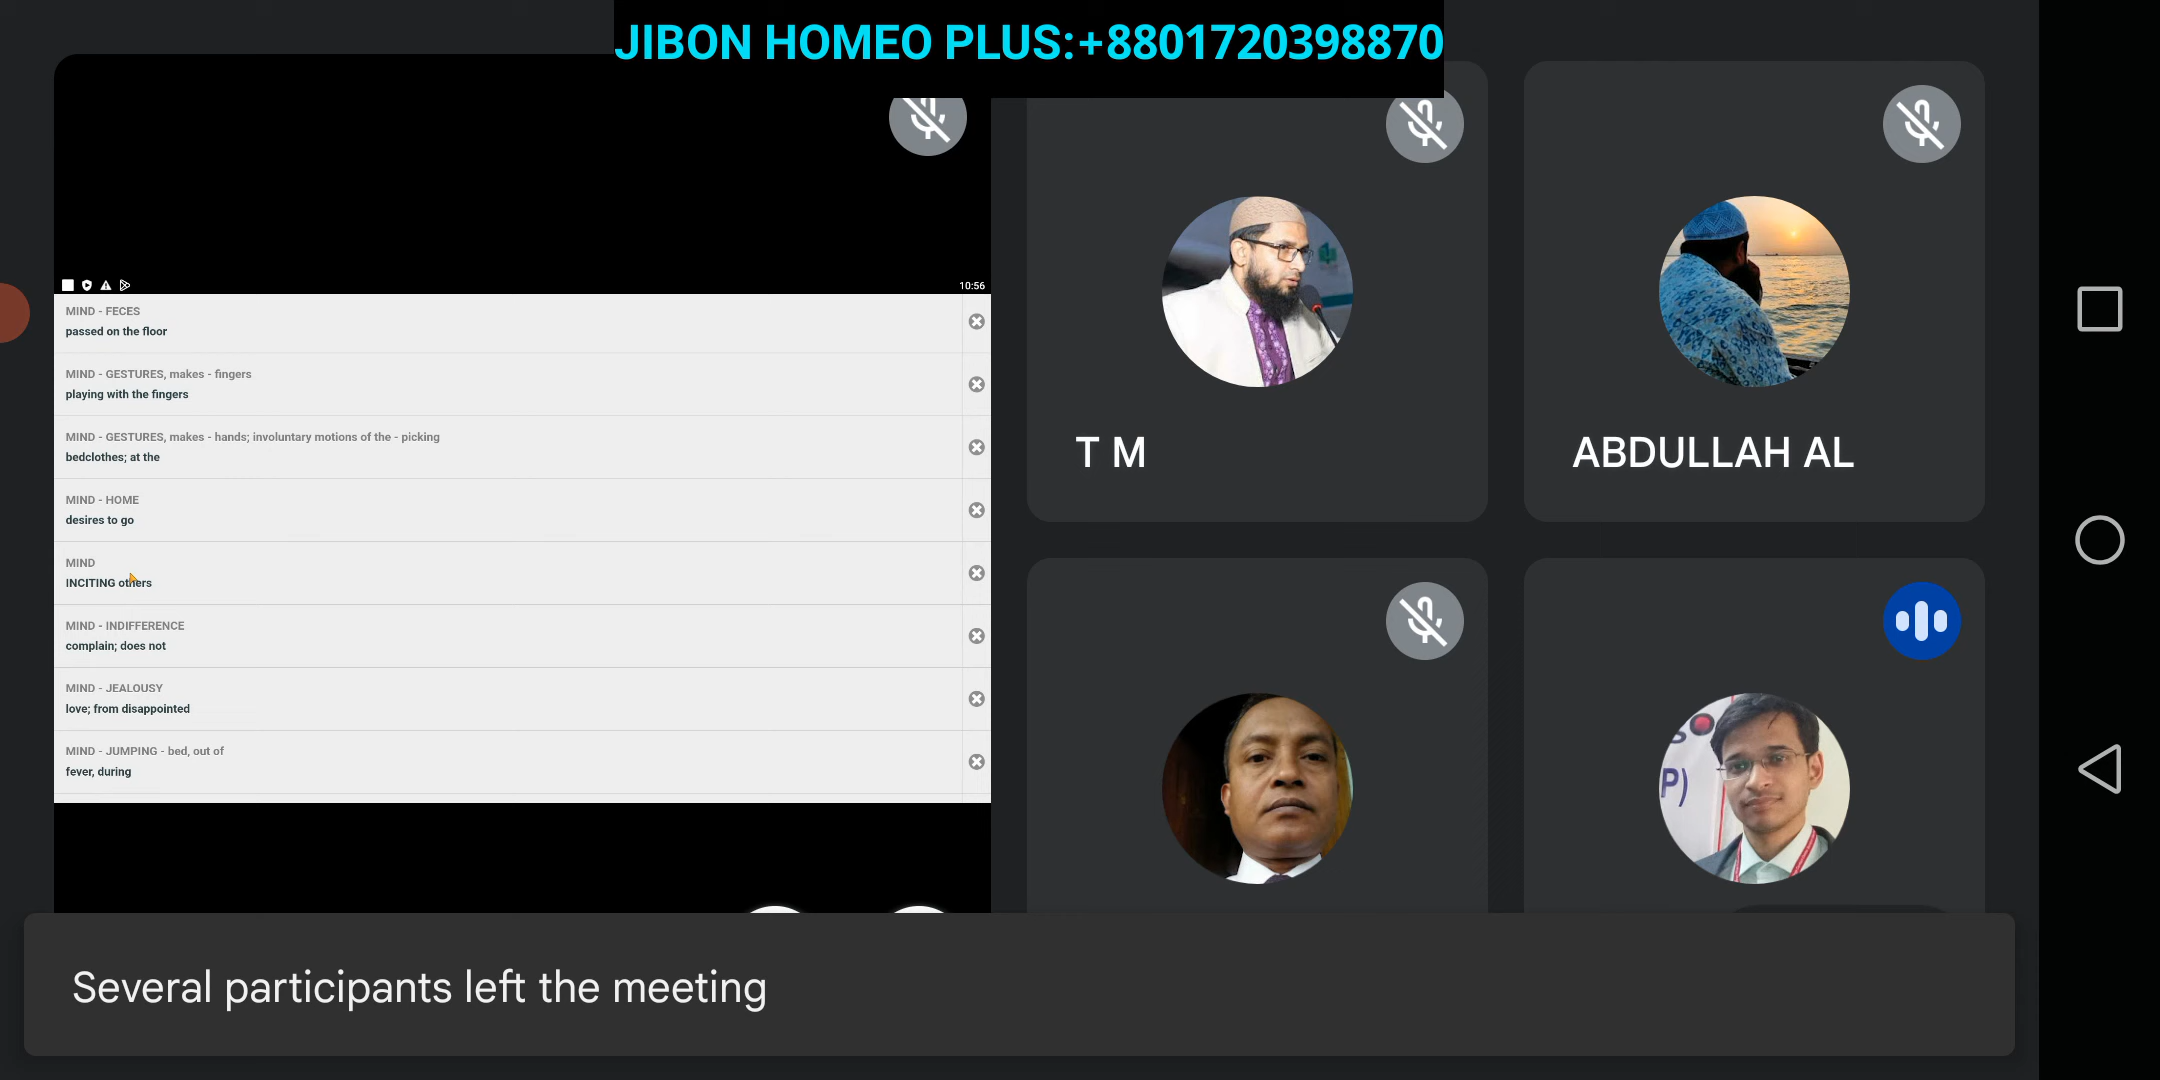 JIBON HOMEO PLUS:+8801720398870
10:56
MIND - FECES
passed on the floor
MIND - GESTURES, makes - fingers
playing with the fingers
MIND - GESTURES, makes - hands; involuntary motions of the - picking
bedclothes; at the
MIND - HOME
desires to go
MIND
INCITING others
MIND - INDIFFERENCE
complain; does not
MIND - JEALOUSY
love; from disappointed
MIND - JUMPING - bed, out of
fever, during
T M
ABDULLAH AL
SO
P)
Several participants left the meeting